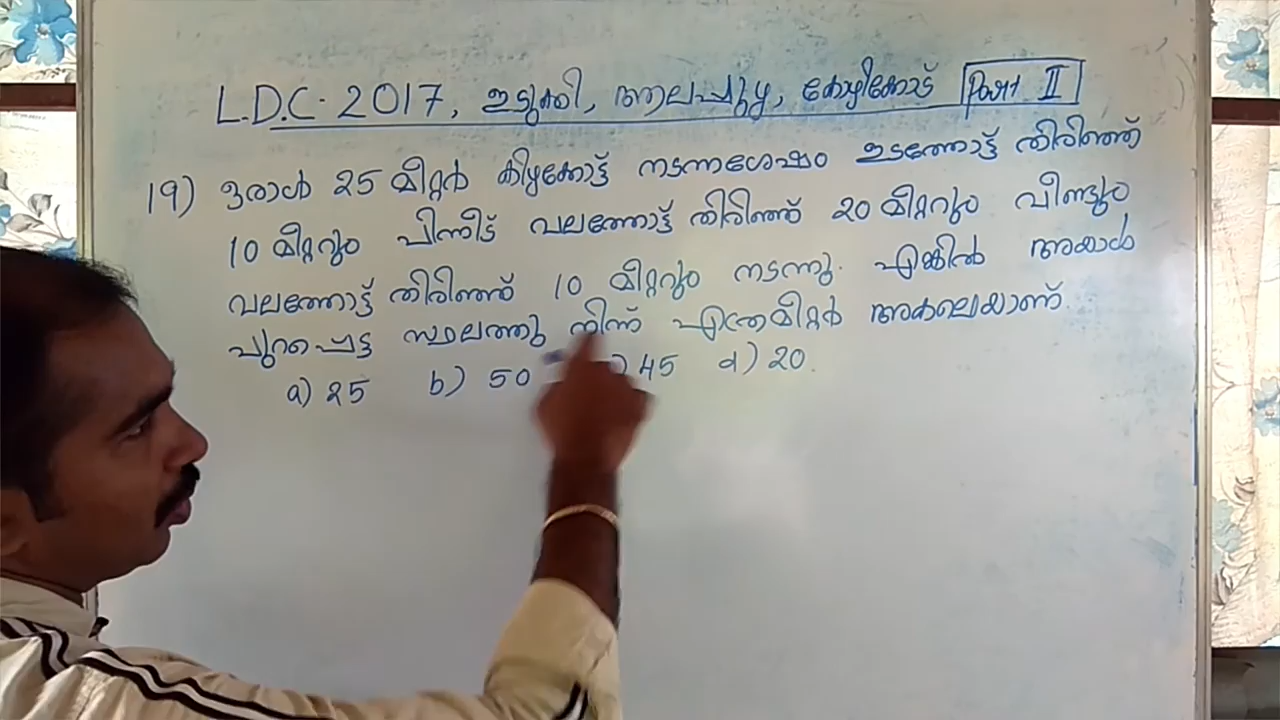 L.D.C. 2017, ഇടുക്കി, ആലപ്പുഴ, കോഴിക്കോട് Part II
19) ഒരാൾ 25 മീറ്റർ കിഴക്കോട്ട് നടന്നശേഷം ഇടത്തോട്ട് തിരിഞ്ഞ്
10 മീറ്ററും പിന്നീട് വലത്തോട്ട് തിരിഞ്ഞ് 20 മീറ്ററും വീണ്ടും
വലത്തോട്ട് തിരിഞ്ഞ് 10 മീറ്ററും നടന്നു. എങ്കിൽ അയാൾ
പുറപ്പെട്ട സ്ഥലത്തു നിന്ന് എത്രമീറ്റർ അകലെയാണ്.
a) 25 b) 50 ) 45 d) 20.